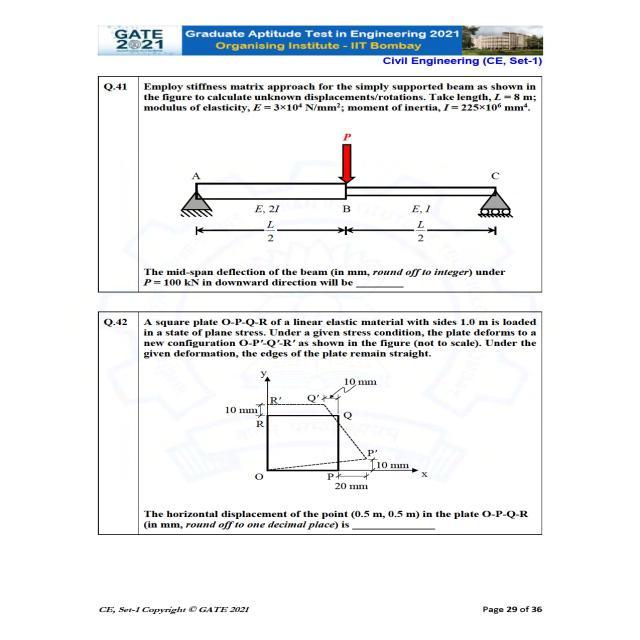 GATE
2021
Graduate Aptitude Test in Engineering 2021
Organising Institute - IIT Bombay
Civil Engineering (CE, Set-1)
Q.41
Employ stiffness matrix approach for the simply supported beam as shown in
the figure to calculate unknown displacements/rotations. Take length, L = 8 m;
modulus of elasticity, E = 3×10⁴ N/mm²; moment of inertia, I = 225×10⁶ mm⁴.
P
A
C
E, 2I
B
E, I
L/2
L/2
The mid-span deflection of the beam (in mm, round off to integer) under
P = 100 kN in downward direction will be ________
Q.42
A square plate O-P-Q-R of a linear elastic material with sides 1.0 m is loaded
in a state of plane stress. Under a given stress condition, the plate deforms to a
new configuration O-P′-Q′-R′ as shown in the figure (not to scale). Under the
given deformation, the edges of the plate remain straight.
y
10 mm
R′
Q′
10 mm
R
Q
P′
10 mm
O
P
x
20 mm
The horizontal displacement of the point (0.5 m, 0.5 m) in the plate O-P-Q-R
(in mm, round off to one decimal place) is ______________
CE, Set-1 Copyright © GATE 2021
Page 29 of 36